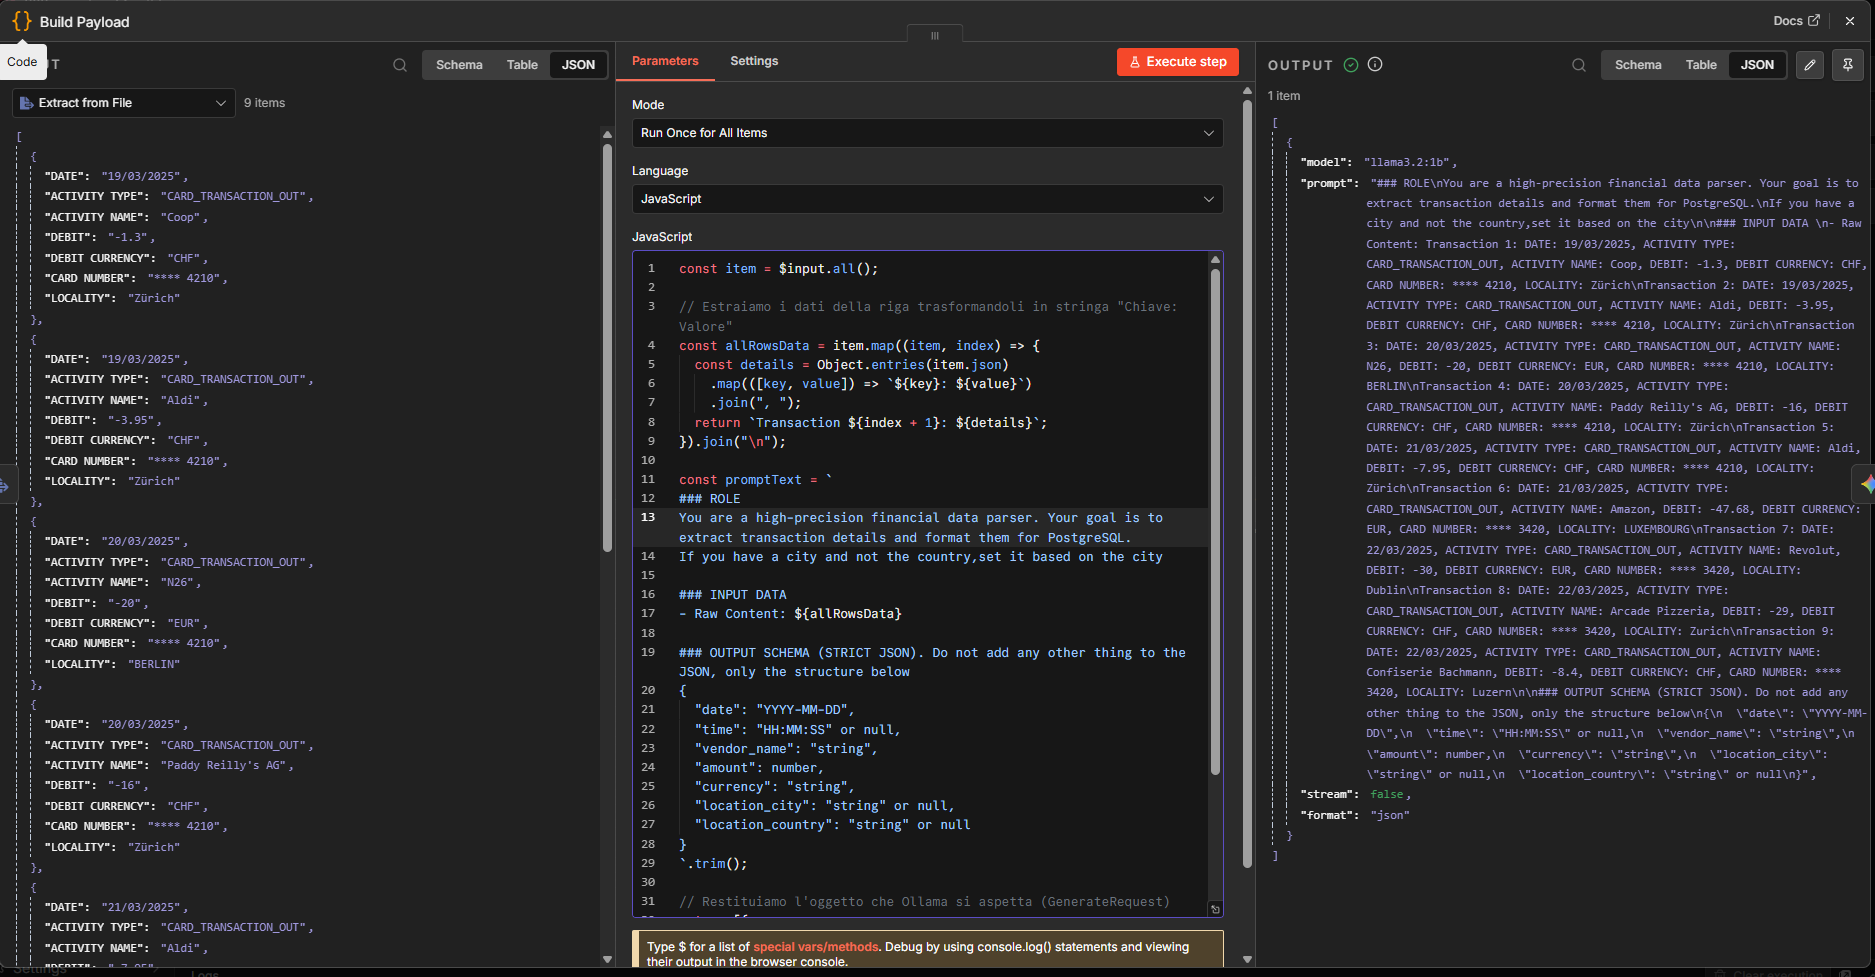 Build Payload
Docs
Code
T
Schema
Table
JSON
Extract from File
9 items
[
{
"DATE": "19/03/2025",
"ACTIVITY TYPE": "CARD_TRANSACTION_OUT",
"ACTIVITY NAME": "Coop",
"DEBIT": "-1.3",
"DEBIT CURRENCY": "CHF",
"CARD NUMBER": "**** 4210",
"LOCALITY": "Zürich"
},
{
"DATE": "19/03/2025",
"ACTIVITY TYPE": "CARD_TRANSACTION_OUT",
"ACTIVITY NAME": "Aldi",
"DEBIT": "-3.95",
"DEBIT CURRENCY": "CHF",
"CARD NUMBER": "**** 4210",
"LOCALITY": "Zürich"
},
{
"DATE": "20/03/2025",
"ACTIVITY TYPE": "CARD_TRANSACTION_OUT",
"ACTIVITY NAME": "N26",
"DEBIT": "-20",
"DEBIT CURRENCY": "EUR",
"CARD NUMBER": "**** 4210",
"LOCALITY": "BERLIN"
},
{
"DATE": "20/03/2025",
"ACTIVITY TYPE": "CARD_TRANSACTION_OUT",
"ACTIVITY NAME": "Paddy Reilly's AG",
"DEBIT": "-16",
"DEBIT CURRENCY": "CHF",
"CARD NUMBER": "**** 4210",
"LOCALITY": "Zürich"
},
{
"DATE": "21/03/2025",
"ACTIVITY TYPE": "CARD_TRANSACTION_OUT",
"ACTIVITY NAME": "Aldi",
"DEBIT": "-7.95",
Parameters
Settings
Execute step
Mode
Run Once for All Items
Language
JavaScript
JavaScript
1 const item = $input.all();
2
3 // Estraiamo i dati della riga trasformandoli in stringa "Chiave:
Valore"
4 const allRowsData = item.map((item, index) => {
5 const details = Object.entries(item.json)
6 .map(([key, value]) => `${key}: ${value}`)
7 .join(", ");
8 return `Transaction ${index + 1}: ${details}`;
9 }).join("\n");
10
11 const promptText = `
12 ### ROLE
13 You are a high-precision financial data parser. Your goal is to
extract transaction details and format them for PostgreSQL.
14 If you have a city and not the country,set it based on the city
15
16 ### INPUT DATA
17 - Raw Content: ${allRowsData}
18
19 ### OUTPUT SCHEMA (STRICT JSON). Do not add any other thing to the
JSON, only the structure below
20 {
21 "date": "YYYY-MM-DD",
22 "time": "HH:MM:SS" or null,
23 "vendor_name": "string",
24 "amount": number,
25 "currency": "string",
26 "location_city": "string" or null,
27 "location_country": "string" or null
28 }
29 `.trim();
30
31 // Restituiamo l'oggetto che Ollama si aspetta (GenerateRequest)
Type $ for a list of special vars/methods. Debug by using console.log() statements and viewing
their output in the browser console.
OUTPUT
Schema
Table
JSON
1 item
[
{
"model": "llama3.2:1b",
"prompt": "### ROLE\nYou are a high-precision financial data parser. Your goal is to
extract transaction details and format them for PostgreSQL.\nIf you have a
city and not the country,set it based on the city\n\n### INPUT DATA \n- Raw
Content: Transaction 1: DATE: 19/03/2025, ACTIVITY TYPE:
CARD_TRANSACTION_OUT, ACTIVITY NAME: Coop, DEBIT: -1.3, DEBIT CURRENCY: CHF,
CARD NUMBER: **** 4210, LOCALITY: Zürich\nTransaction 2: DATE: 19/03/2025,
ACTIVITY TYPE: CARD_TRANSACTION_OUT, ACTIVITY NAME: Aldi, DEBIT: -3.95,
DEBIT CURRENCY: CHF, CARD NUMBER: **** 4210, LOCALITY: Zürich\nTransaction
3: DATE: 20/03/2025, ACTIVITY TYPE: CARD_TRANSACTION_OUT, ACTIVITY NAME:
N26, DEBIT: -20, DEBIT CURRENCY: EUR, CARD NUMBER: **** 4210, LOCALITY:
BERLIN\nTransaction 4: DATE: 20/03/2025, ACTIVITY TYPE:
CARD_TRANSACTION_OUT, ACTIVITY NAME: Paddy Reilly's AG, DEBIT: -16, DEBIT
CURRENCY: CHF, CARD NUMBER: **** 4210, LOCALITY: Zürich\nTransaction 5:
DATE: 21/03/2025, ACTIVITY TYPE: CARD_TRANSACTION_OUT, ACTIVITY NAME: Aldi,
DEBIT: -7.95, DEBIT CURRENCY: CHF, CARD NUMBER: **** 4210, LOCALITY:
Zürich\nTransaction 6: DATE: 21/03/2025, ACTIVITY TYPE:
CARD_TRANSACTION_OUT, ACTIVITY NAME: Amazon, DEBIT: -47.68, DEBIT CURRENCY:
EUR, CARD NUMBER: **** 3420, LOCALITY: LUXEMBOURG\nTransaction 7: DATE:
22/03/2025, ACTIVITY TYPE: CARD_TRANSACTION_OUT, ACTIVITY NAME: Revolut,
DEBIT: -30, DEBIT CURRENCY: EUR, CARD NUMBER: **** 3420, LOCALITY:
Dublin\nTransaction 8: DATE: 22/03/2025, ACTIVITY TYPE:
CARD_TRANSACTION_OUT, ACTIVITY NAME: Arcade Pizzeria, DEBIT: -29, DEBIT
CURRENCY: CHF, CARD NUMBER: **** 3420, LOCALITY: Zurich\nTransaction 9:
DATE: 22/03/2025, ACTIVITY TYPE: CARD_TRANSACTION_OUT, ACTIVITY NAME:
Confiserie Bachmann, DEBIT: -8.4, DEBIT CURRENCY: CHF, CARD NUMBER: ****
3420, LOCALITY: Luzern\n\n### OUTPUT SCHEMA (STRICT JSON). Do not add any
other thing to the JSON, only the structure below\n{\n \"date\": \"YYYY-MM-
DD\",\n \"time\": \"HH:MM:SS\" or null,\n \"vendor_name\": \"string\",\n
\"amount\": number,\n \"currency\": \"string\",\n \"location_city\":
\"string\" or null,\n \"location_country\": \"string\" or null\n}",
"stream": false,
"format": "json"
}
]
Settings
Logs
Clear execution